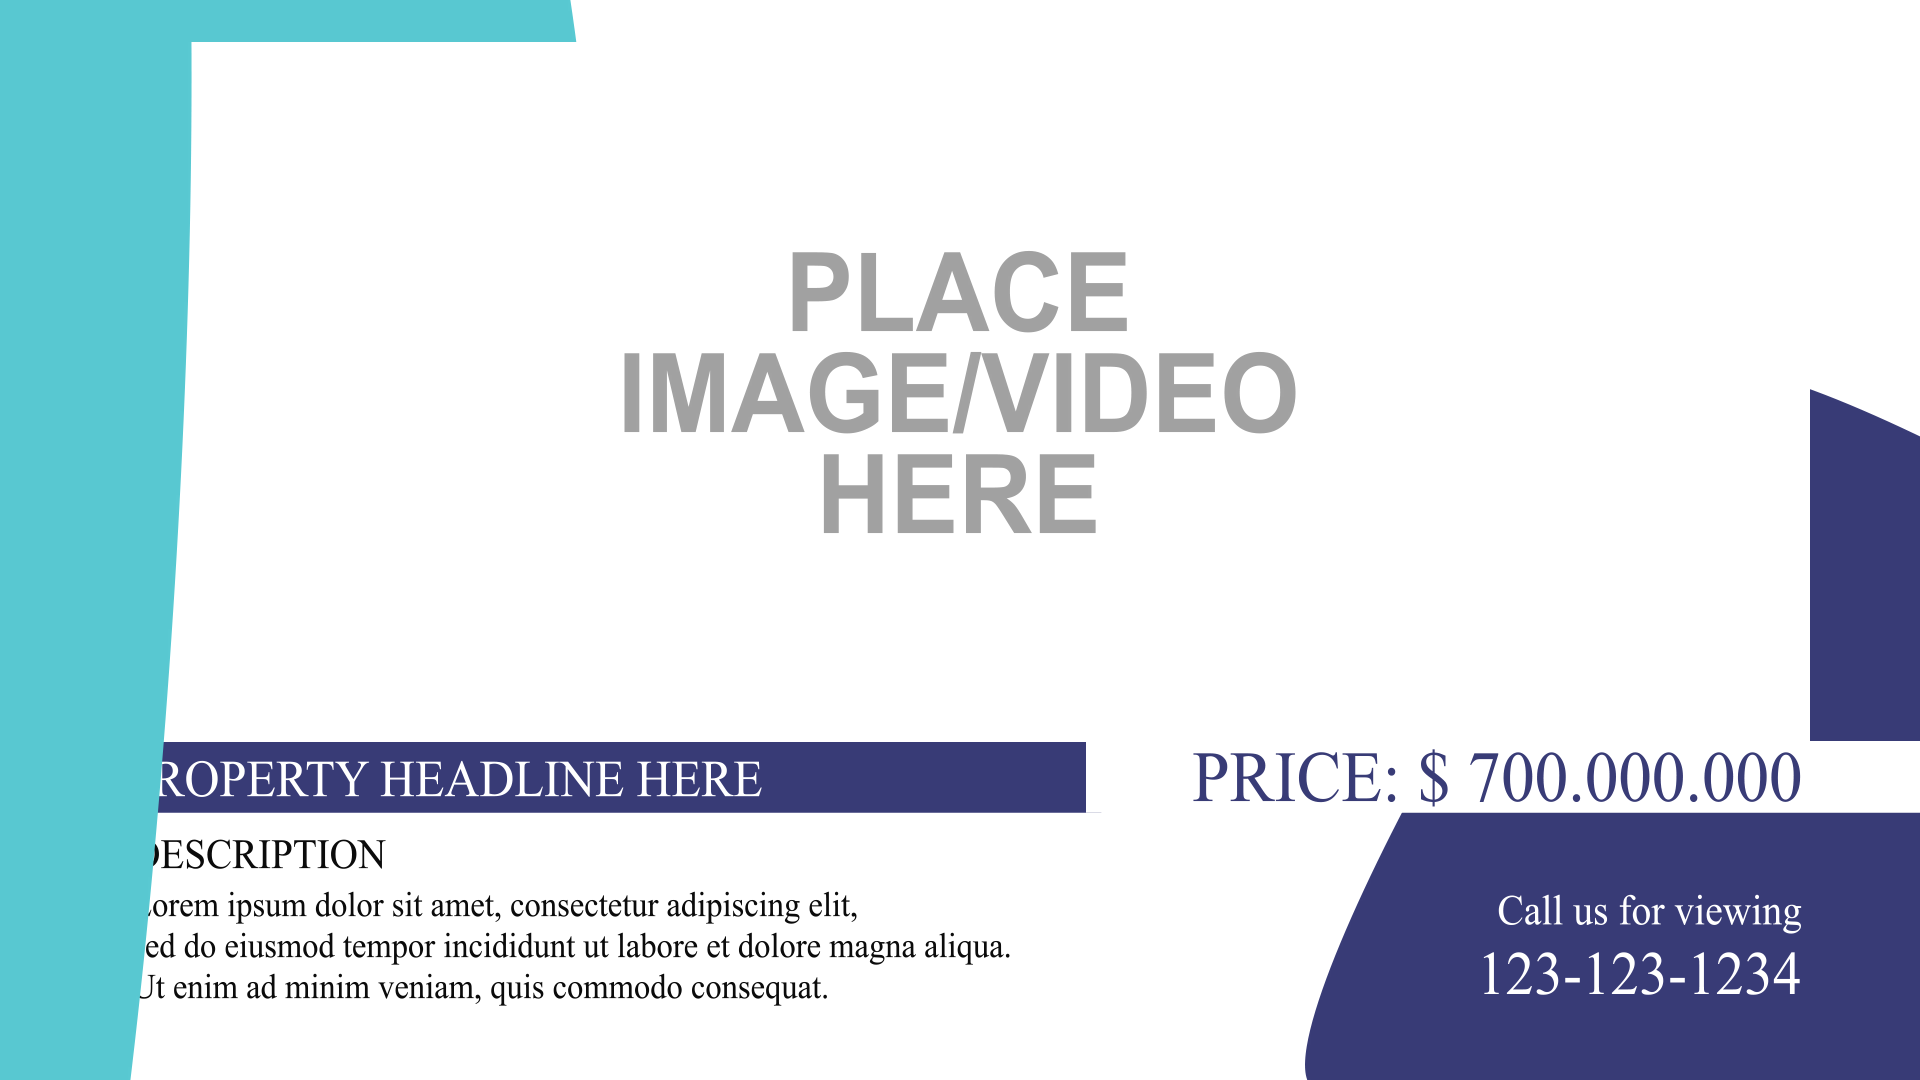 PLACE
IMAGE/VIDEO
HERE
ROPERTY HEADLINE HERE
PRICE: $ 700.000.000
DESCRIPTION
Lorem ipsum dolor sit amet, consectetur adipiscing elit,
ed do eiusmod tempor incididunt ut labore et dolore magna aliqua.
Ut enim ad minim veniam, quis commodo consequat.
Call us for viewing
123-123-1234